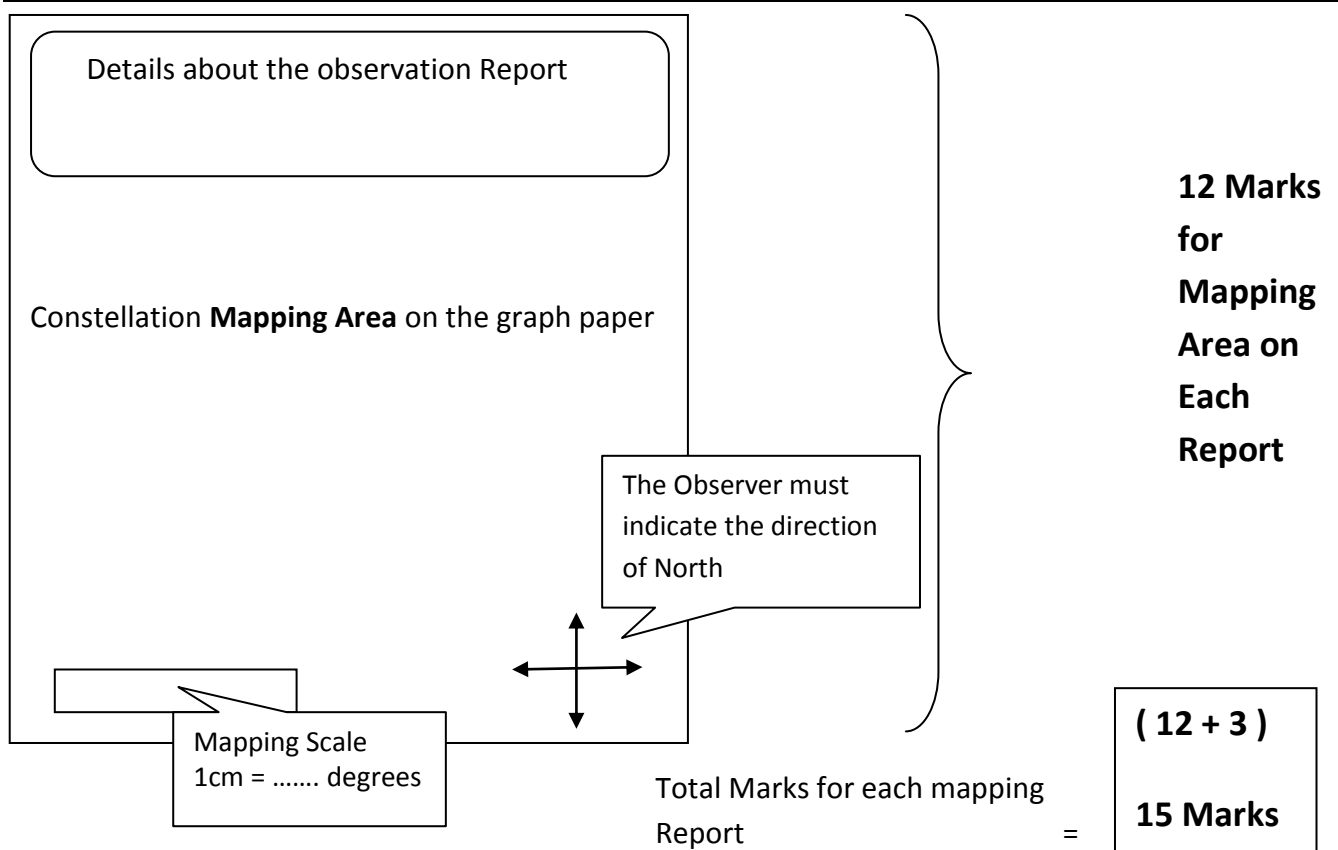 Details about the observation Report
12 Marks
for
Mapping
Area on
Each
Report
Constellation Mapping Area on the graph paper
The Observer must
indicate the direction
of North
Mapping Scale
1cm = ....... degrees
Total Marks for each mapping
Report =
( 12 + 3 )
15 Marks